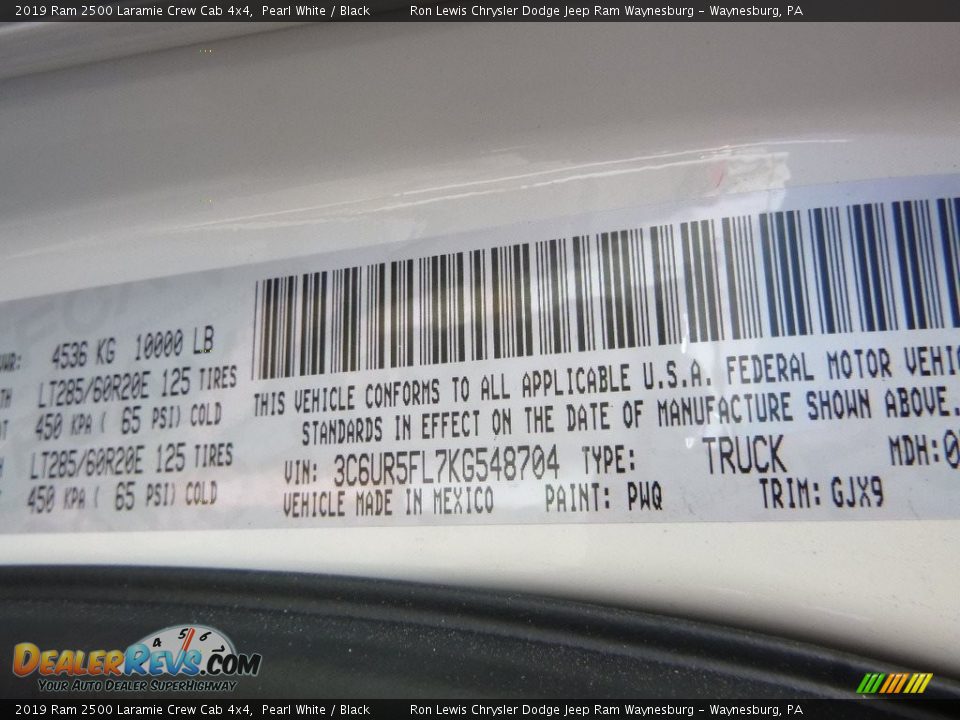 2019 Ram 2500 Laramie Crew Cab 4x4, Pearl White / Black Ron Lewis Chrysler Dodge Jeep Ram Waynesburg - Waynesburg, PA
4536 KG 10000 LB
LT285/60R20E 125 TIRES
450 KPA ( 65 PSI) COLD
LT285/60R20E 125 TIRES
450 KPA ( 65 PSI) COLD
THIS VEHICLE CONFORMS TO ALL APPLICABLE U.S.A. FEDERAL MOTOR VEHIC
STANDARDS IN EFFECT ON THE DATE OF MANUFACTURE SHOWN ABOVE.
VIN: 3C6UR5FL7KG548704 TYPE: TRUCK MDH:0
VEHICLE MADE IN MEXICO PAINT: PWQ TRIM: GJX9
4 5 6
DealerRevs.com
Your Auto Dealer SuperHighway
2019 Ram 2500 Laramie Crew Cab 4x4, Pearl White / Black Ron Lewis Chrysler Dodge Jeep Ram Waynesburg - Waynesburg, PA